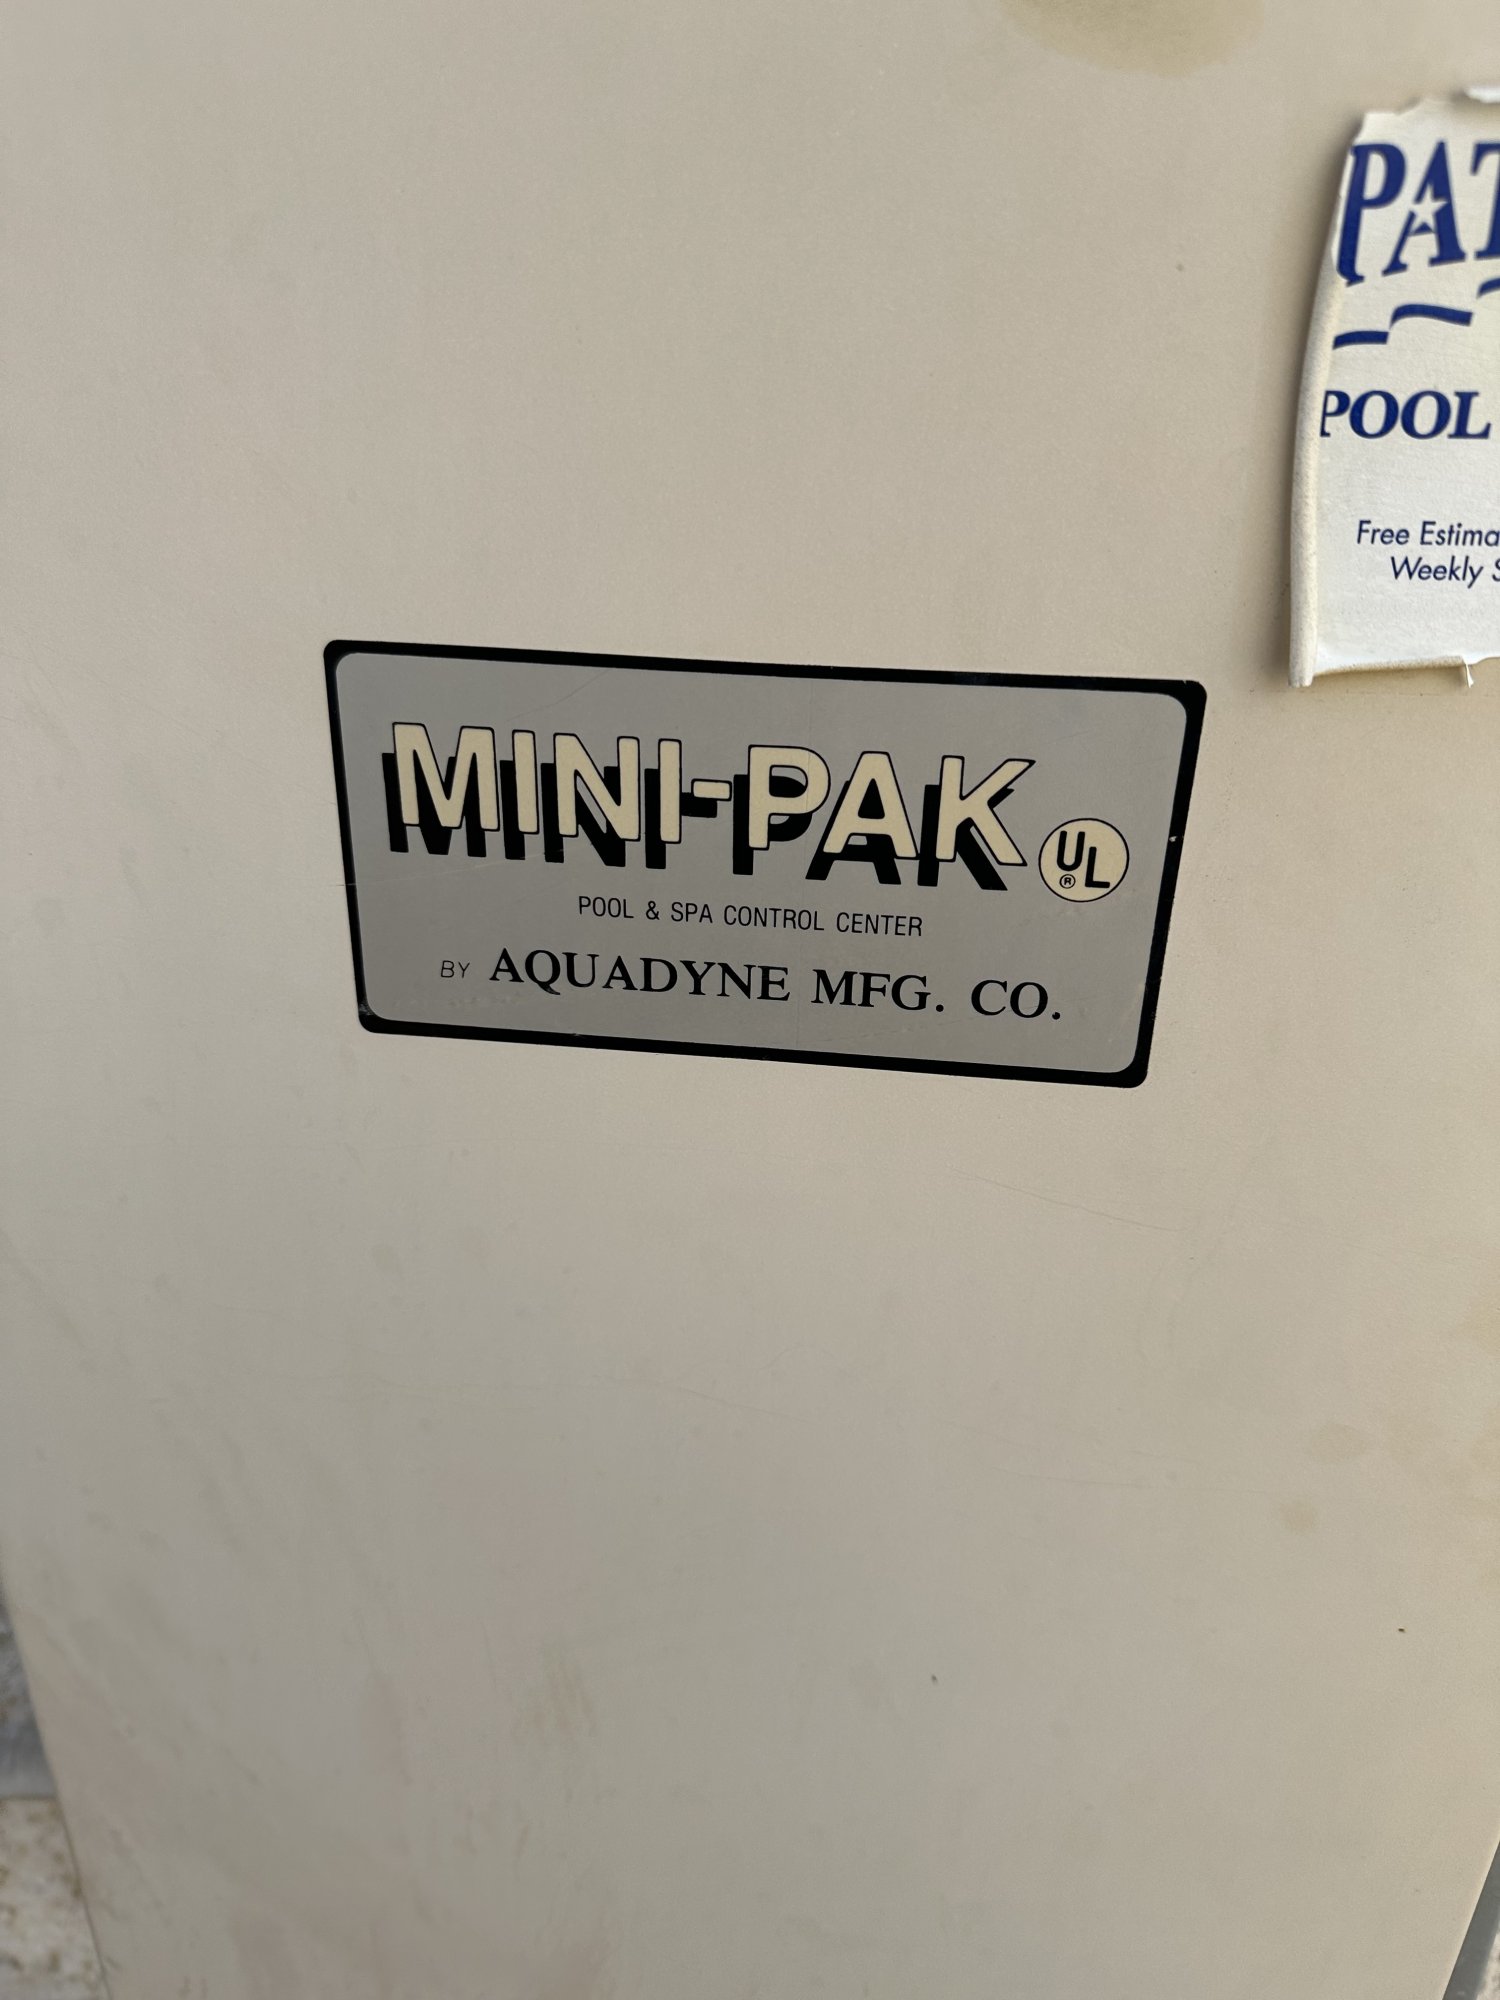 MINI-PAK
UL
®
POOL & SPA CONTROL CENTER
BY AQUADYNE MFG. CO.
PAT
POOL
Free Estima
Weekly S